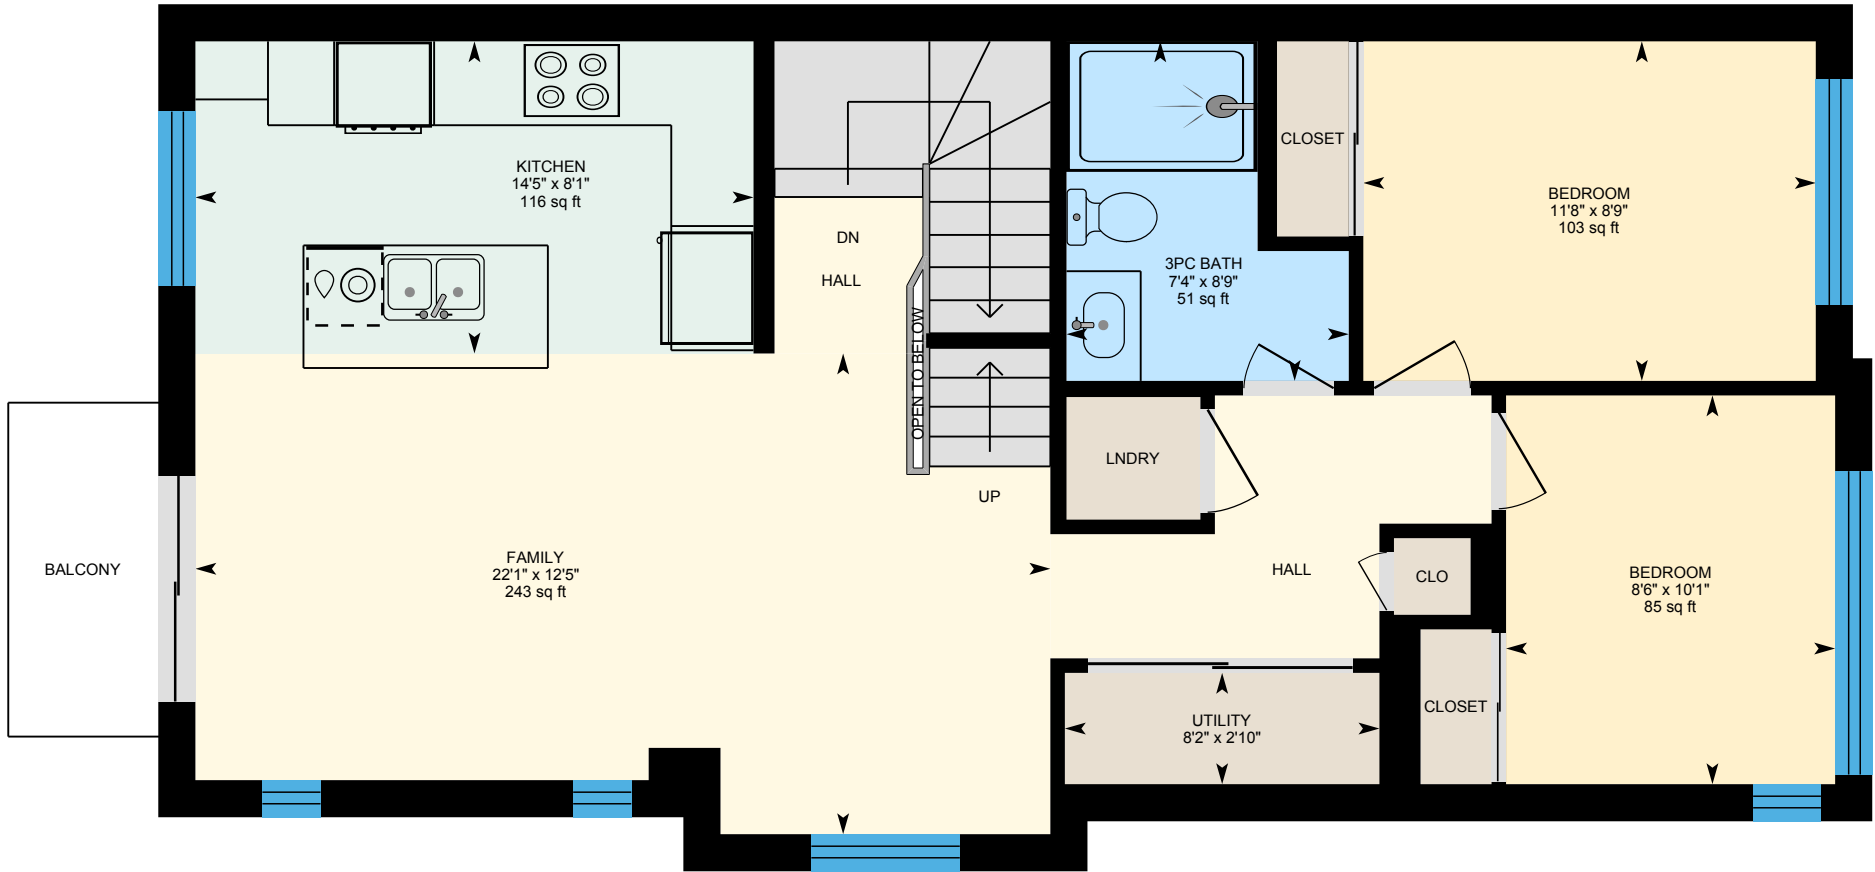 KITCHEN
14'5" x 8'1"
116 sq ft
DN
HALL
OPEN TO BELOW
UP
3PC BATH
7'4" x 8'9"
51 sq ft
CLOSET
BEDROOM
11'8" x 8'9"
103 sq ft
LNDRY
BALCONY
FAMILY
22'1" x 12'5"
243 sq ft
HALL
CLO
BEDROOM
8'6" x 10'1"
85 sq ft
CLOSET
UTILITY
8'2" x 2'10"